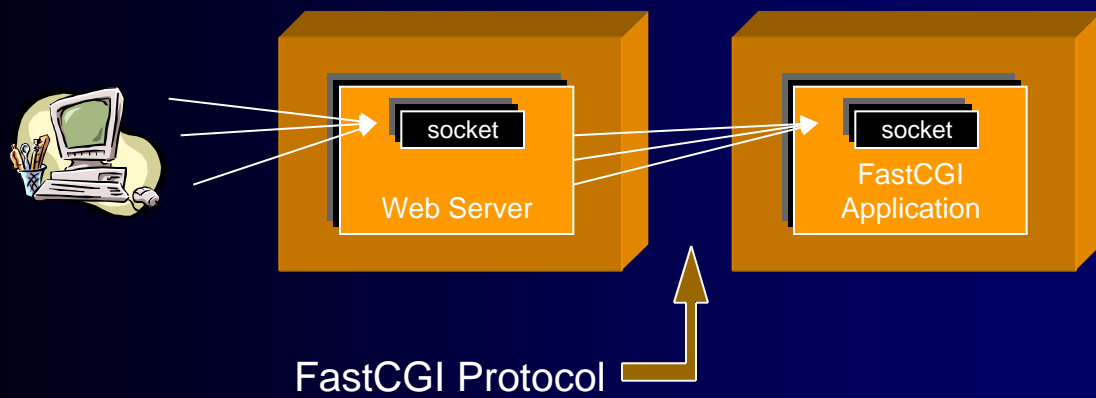 socket
Web Server
socket
FastCGI
Application
FastCGI Protocol